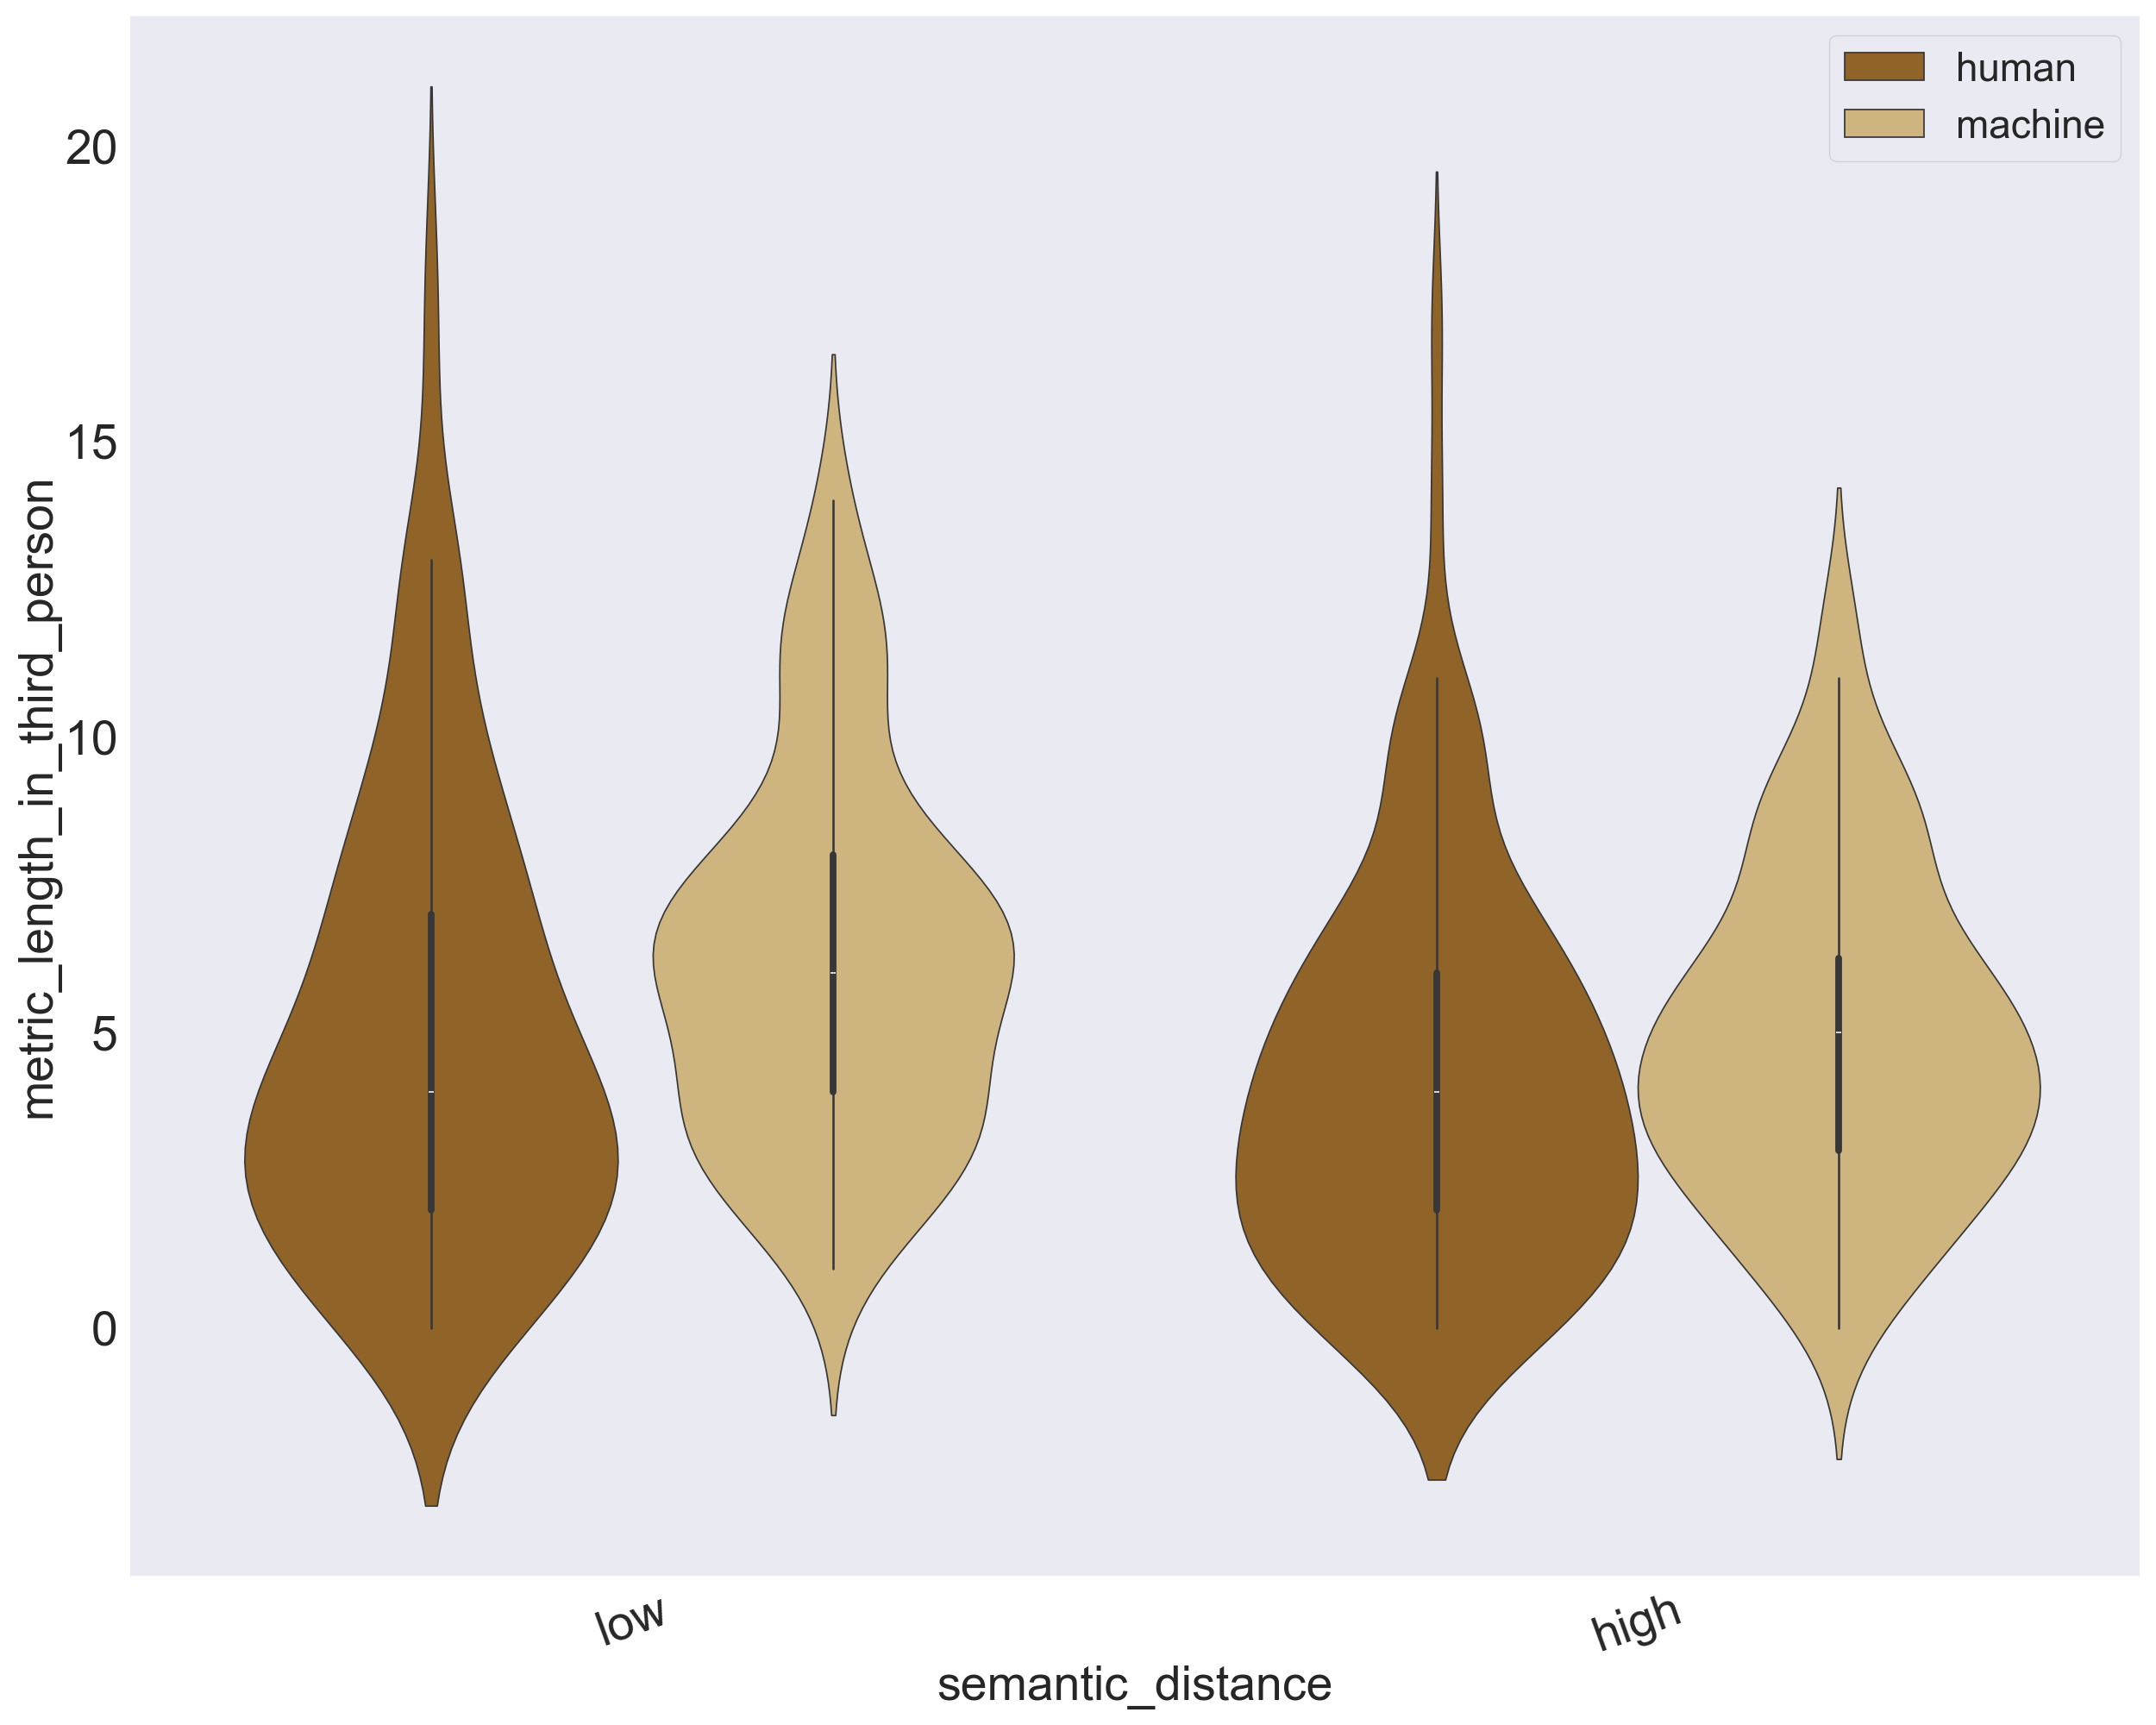 human
machine
20
15
10
5
0
metric_length_in_third_person
low
high
semantic_distance